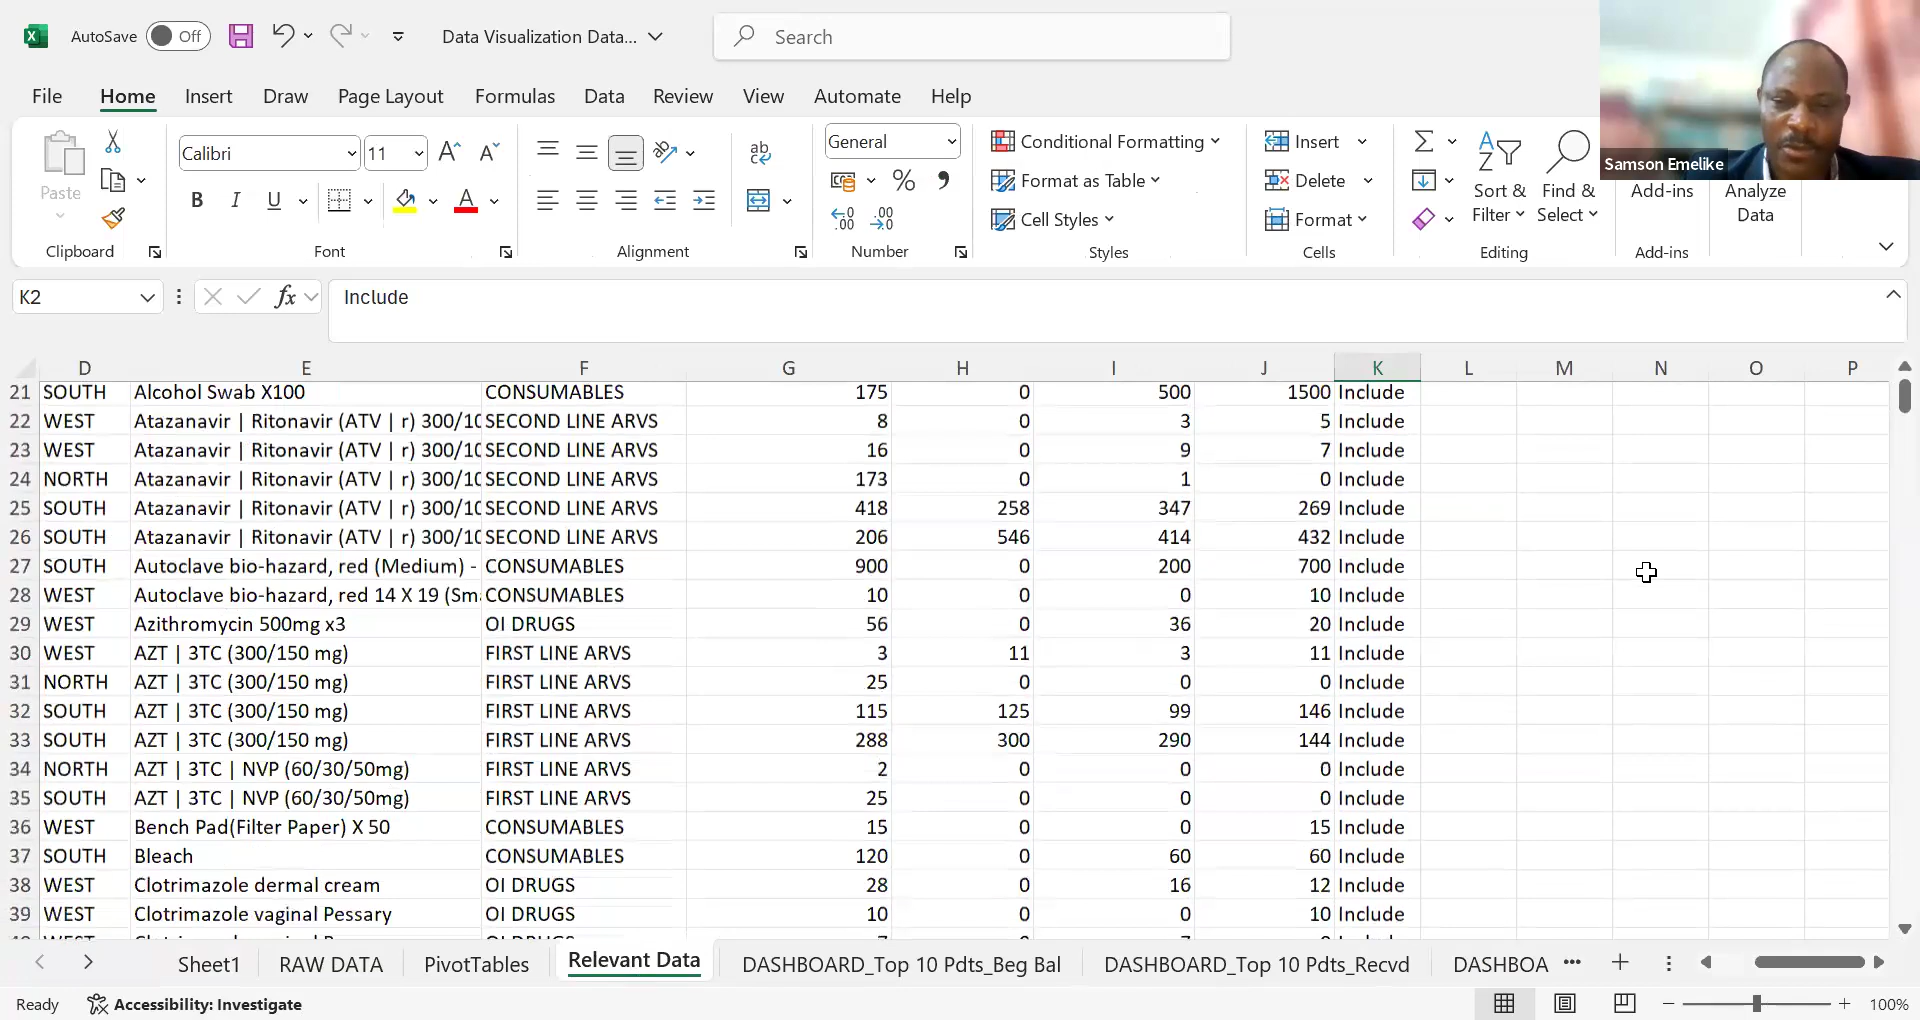 AutoSave Off Data Visualization Data... Search
File Home Insert Draw Page Layout Formulas Data Review View Automate Help
Samson Emelike
Paste
Calibri 11
B I U A
ab
General
Conditional Formatting
Format as Table
Cell Styles
Insert
Delete
Format
Sort & Filter
Find & Select
Add-ins
Analyze Data
Clipboard Font Alignment Number Styles Cells Editing Add-ins
K2 fx Include
D E F G H I J K L M N O P
21 SOUTH Alcohol Swab X100 CONSUMABLES 175 0 500 1500 Include
22 WEST Atazanavir | Ritonavir (ATV | r) 300/10 SECOND LINE ARVS 8 0 3 5 Include
23 WEST Atazanavir | Ritonavir (ATV | r) 300/10 SECOND LINE ARVS 16 0 9 7 Include
24 NORTH Atazanavir | Ritonavir (ATV | r) 300/10 SECOND LINE ARVS 173 0 1 0 Include
25 SOUTH Atazanavir | Ritonavir (ATV | r) 300/10 SECOND LINE ARVS 418 258 347 269 Include
26 SOUTH Atazanavir | Ritonavir (ATV | r) 300/10 SECOND LINE ARVS 206 546 414 432 Include
27 SOUTH Autoclave bio-hazard, red (Medium) - CONSUMABLES 900 0 200 700 Include
28 WEST Autoclave bio-hazard, red 14 X 19 (Sm CONSUMABLES 10 0 0 10 Include
29 WEST Azithromycin 500mg x3 OI DRUGS 56 0 36 20 Include
30 WEST AZT | 3TC (300/150 mg) FIRST LINE ARVS 3 11 3 11 Include
31 NORTH AZT | 3TC (300/150 mg) FIRST LINE ARVS 25 0 0 0 Include
32 SOUTH AZT | 3TC (300/150 mg) FIRST LINE ARVS 115 125 99 146 Include
33 SOUTH AZT | 3TC (300/150 mg) FIRST LINE ARVS 288 300 290 144 Include
34 NORTH AZT | 3TC | NVP (60/30/50mg) FIRST LINE ARVS 2 0 0 0 Include
35 SOUTH AZT | 3TC | NVP (60/30/50mg) FIRST LINE ARVS 25 0 0 0 Include
36 WEST Bench Pad(Filter Paper) X 50 CONSUMABLES 15 0 0 15 Include
37 SOUTH Bleach CONSUMABLES 120 0 60 60 Include
38 WEST Clotrimazole dermal cream OI DRUGS 28 0 16 12 Include
39 WEST Clotrimazole vaginal Pessary OI DRUGS 10 0 0 10 Include
Sheet1 RAW DATA PivotTables Relevant Data DASHBOARD_Top 10 Pdts_Beg Bal DASHBOARD_Top 10 Pdts_Recvd DASHBOA ...
Ready Accessibility: Investigate 100%